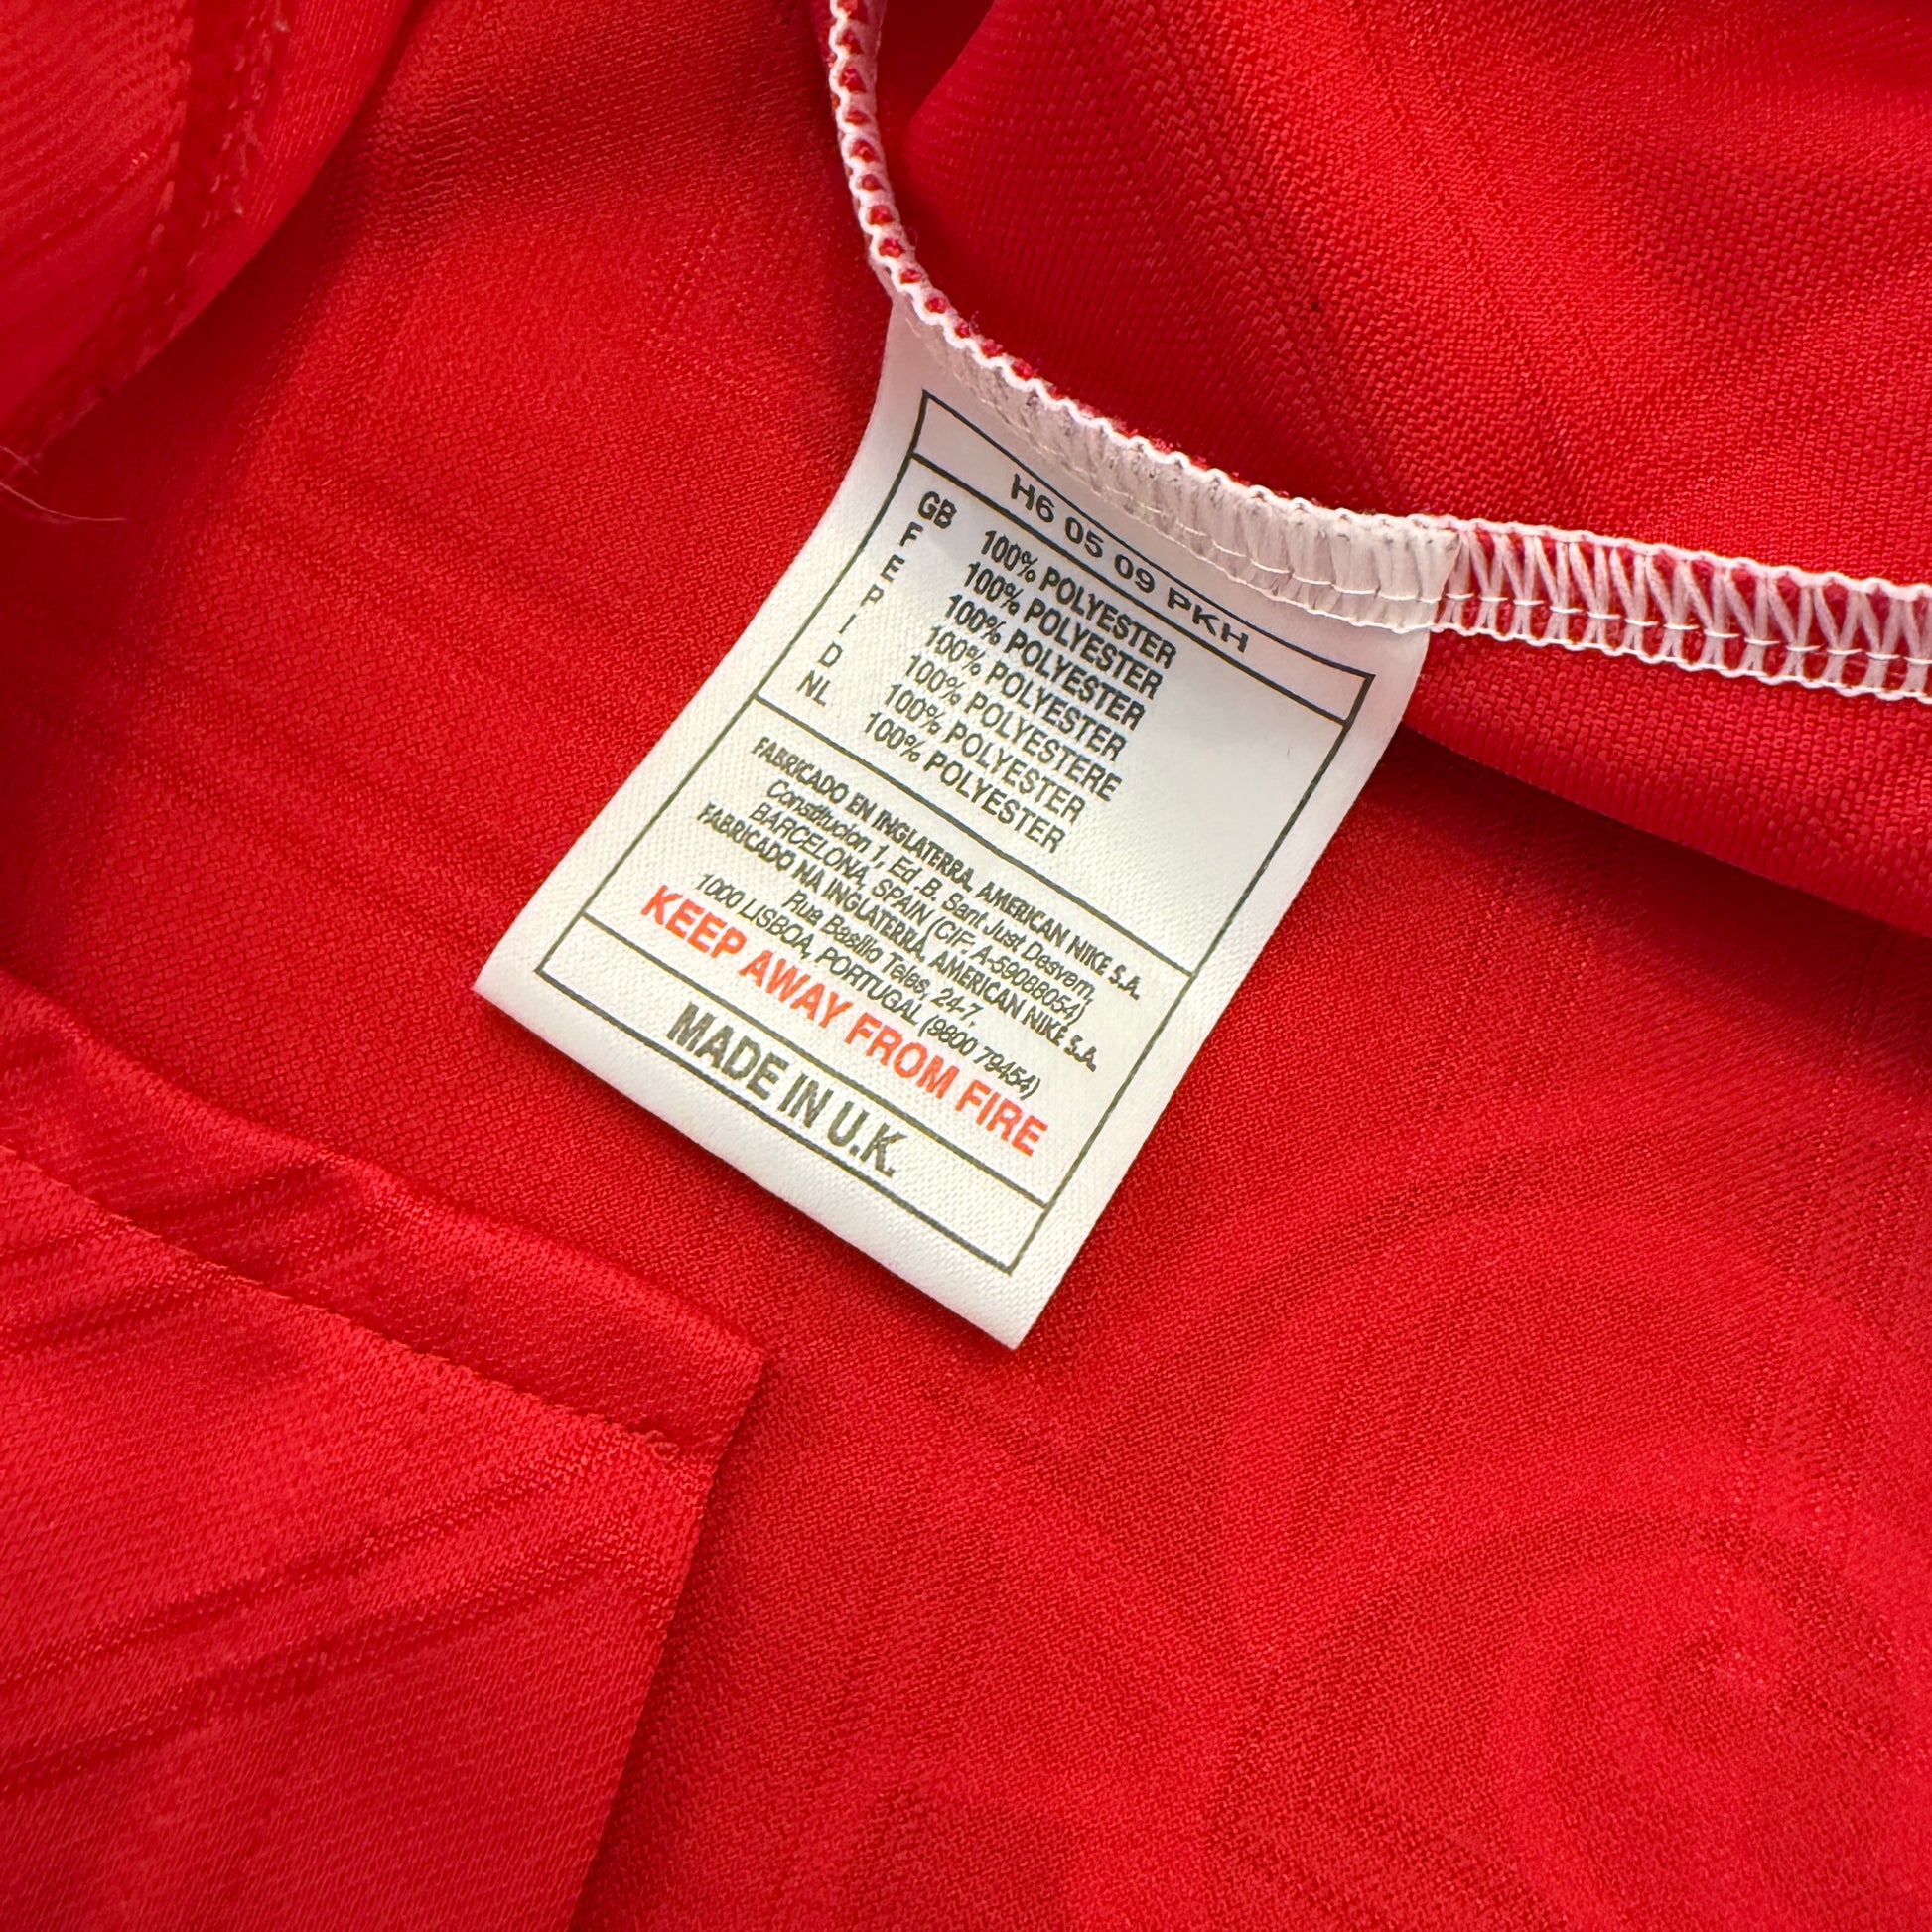 H6 05 09 PKH
GB 100% POLYESTER
F 100% POLYESTER
E 100% POLYESTER
P 100% POLYESTER
I 100% POLYESTERE
D 100% POLYESTER
NL 100% POLYESTER
FABRICADO EN INGLATERRA, AMERICAN NIKE S.A.
Constitucion 1, Ed .B. Sant Just Desvern,
BARCELONA, SPAIN (CIF: A-59088054)
FABRICADO NA INGLATERRA, AMERICAN NIKE S.A.
Rua Basilio Teles, 24-7,
1000 LISBOA, PORTUGAL (9800 79454)
KEEP AWAY FROM FIRE
MADE IN U.K.